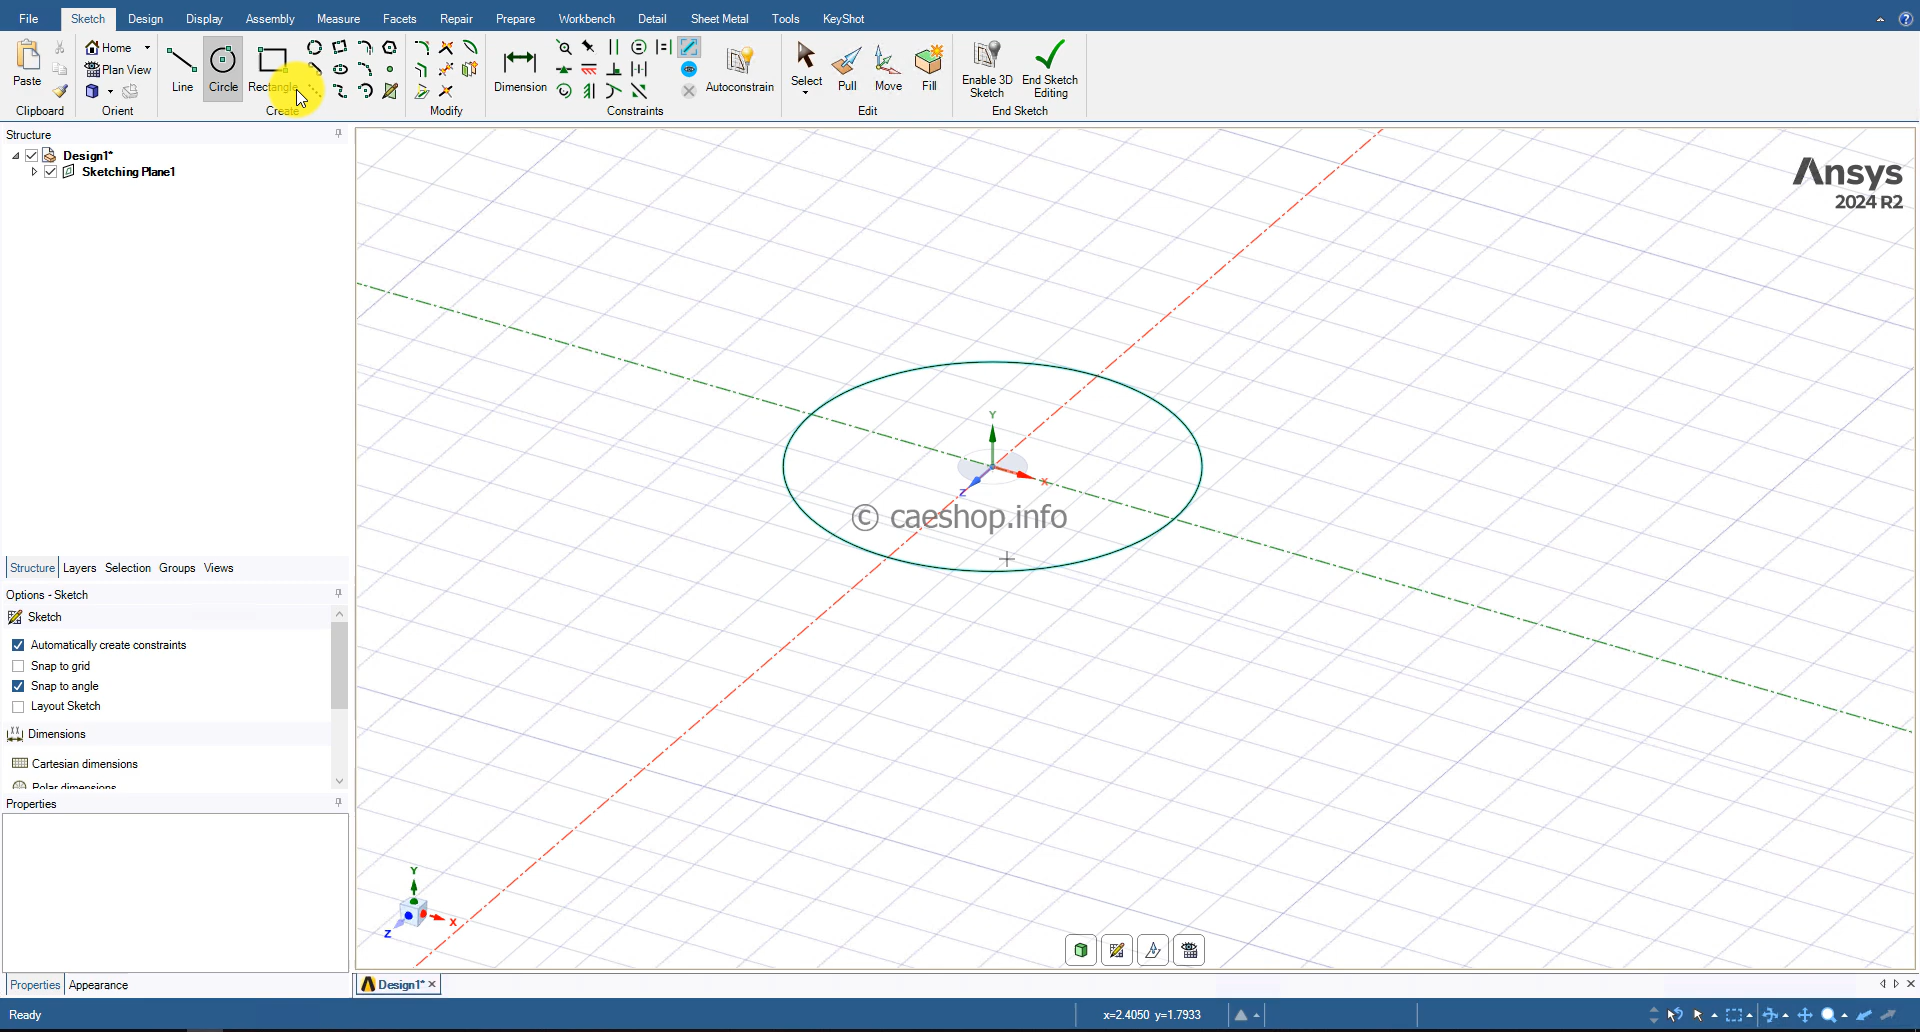 File Sketch Design Display Assembly Measure Facets Repair Prepare Workbench Detail Sheet Metal Tools KeyShot
Paste
Home
Plan View
Line Circle Rectangle
Dimension
Autoconstrain
Select Pull Move Fill
Enable 3D Sketch
End Sketch Editing
Clipboard Orient Create Modify Constraints Edit End Sketch
Structure
Design1*
Sketching Plane1
Structure Layers Selection Groups Views
Options - Sketch
Sketch
Automatically create constraints
Snap to grid
Snap to angle
Layout Sketch
Dimensions
Cartesian dimensions
Polar dimensions
Properties
Properties Appearance
Ansys
2024 R2
Y
X
Z
© caeshop.info
Y
X
Z
Design1*
Ready
x=2.4050 y=1.7933